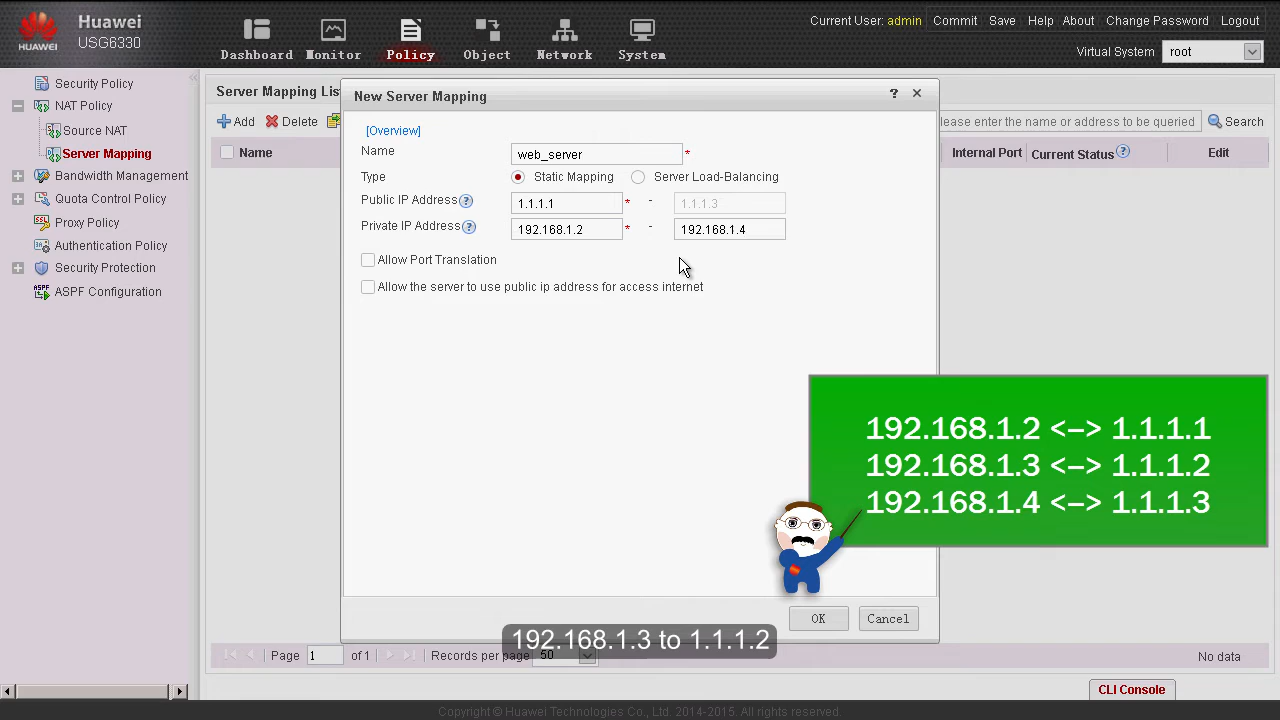 Huawei
USG6330
HUAWEI
Dashboard
Monitor
Policy
Object
Network
System
Current User: admin
Commit
Save
Help
About
Change Password
Logout
Virtual System
root
Security Policy
NAT Policy
Source NAT
Server Mapping
Bandwidth Management
Quota Control Policy
Proxy Policy
Authentication Policy
Security Protection
ASPF Configuration
Server Mapping Lis
Add
Delete
lease enter the name or address to be queried
Search
Name
Internal Port
Current Status
Edit
New Server Mapping
[Overview]
Name
web_server
*
Type
Static Mapping
Server Load-Balancing
Public IP Address
1.1.1.1
* -
1.1.1.3
Private IP Address
192.168.1.2
* -
192.168.1.4
Allow Port Translation
Allow the server to use public ip address for access internet
192.168.1.2 <–> 1.1.1.1
192.168.1.3 <–> 1.1.1.2
192.168.1.4 <–> 1.1.1.3
OK
Cancel
192.168.1.3 to 1.1.1.2
Page 1 of 1
Records per page 50
No data
CLI Console
Copyright © Huawei Technologies Co., Ltd. 2014-2015. All rights reserved.